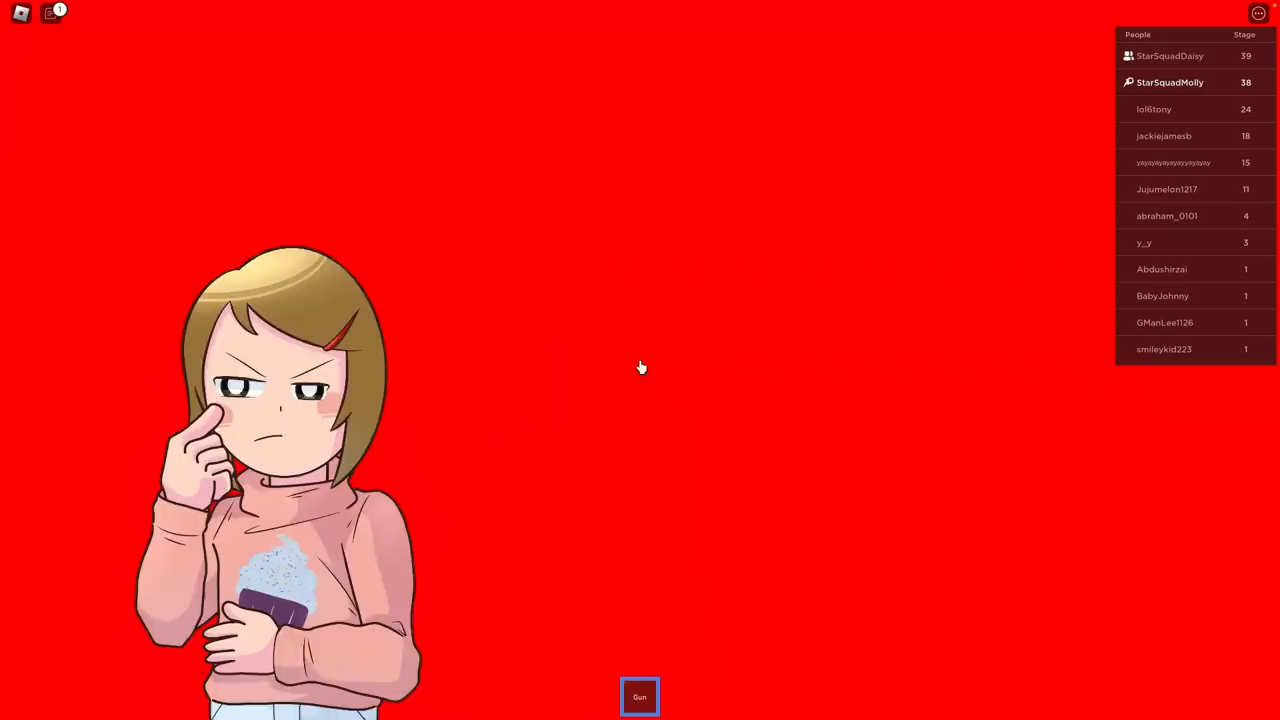 1
People Stage
StarSquadDaisy 39
StarSquadMolly 38
lol6tony 24
jackiejamesb 18
yayayayayayayyayayay 15
Jujumelon1217 11
abraham_0101 4
y_y 3
Abdushirzai 1
BabyJohnny 1
GManLee1126 1
smileykid223 1
Gun